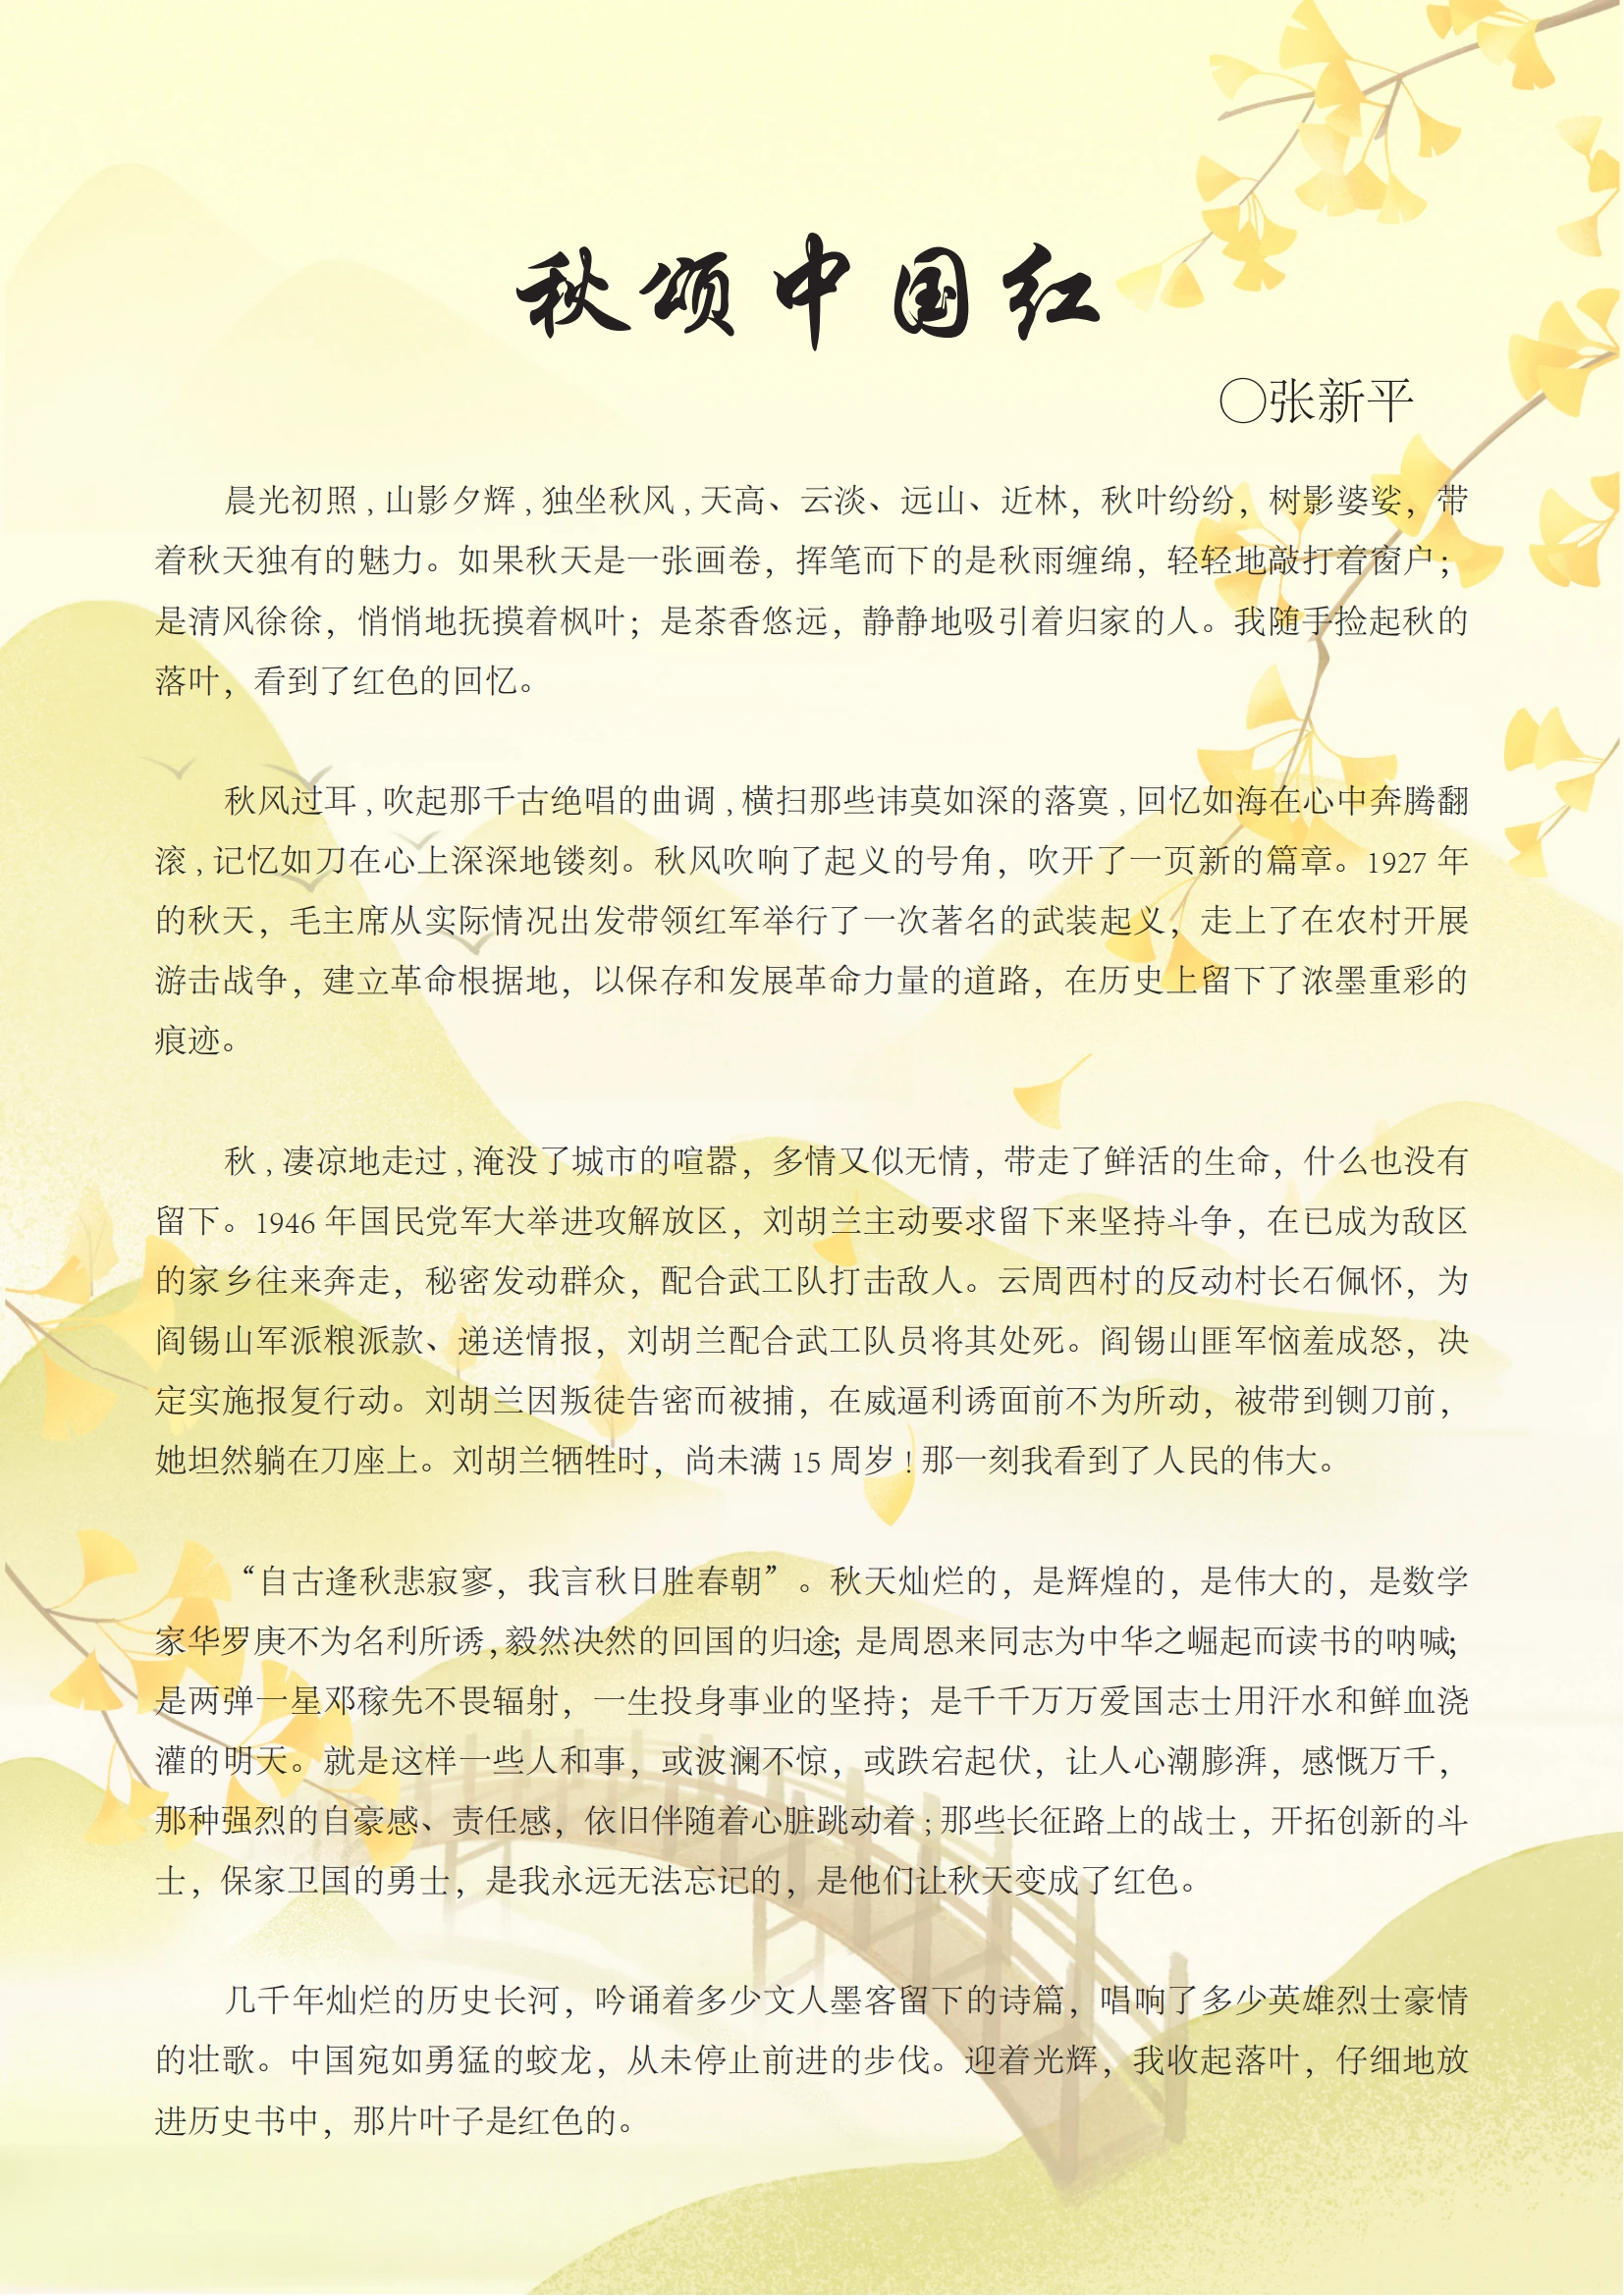 秋颂中国红
〇张新平
晨光初照,山影夕辉,独坐秋风,天高、云淡、远山、近林，秋叶纷纷，树影婆娑，带
着秋天独有的魅力。如果秋天是一张画卷，挥笔而下的是秋雨缠绵，轻轻地敲打着窗户；
是清风徐徐，悄悄地抚摸着枫叶；是茶香悠远，静静地吸引着归家的人。我随手捡起秋的
落叶，看到了红色的回忆。
秋风过耳,吹起那千古绝唱的曲调,横扫那些讳莫如深的落寞,回忆如海在心中奔腾翻
滚,记忆如刀在心上深深地镂刻。秋风吹响了起义的号角，吹开了一页新的篇章。1927 年
的秋天，毛主席从实际情况出发带领红军举行了一次著名的武装起义，走上了在农村开展
游击战争，建立革命根据地，以保存和发展革命力量的道路，在历史上留下了浓墨重彩的
痕迹。
秋,凄凉地走过,淹没了城市的喧嚣，多情又似无情，带走了鲜活的生命，什么也没有
留下。1946 年国民党军大举进攻解放区，刘胡兰主动要求留下来坚持斗争，在已成为敌区
的家乡往来奔走，秘密发动群众，配合武工队打击敌人。云周西村的反动村长石佩怀，为
阎锡山军派粮派款、递送情报，刘胡兰配合武工队员将其处死。阎锡山匪军恼羞成怒，决
定实施报复行动。刘胡兰因叛徒告密而被捕，在威逼利诱面前不为所动，被带到铡刀前，
她坦然躺在刀座上。刘胡兰牺牲时，尚未满 15 周岁!那一刻我看到了人民的伟大。
“自古逢秋悲寂寥，我言秋日胜春朝”。秋天灿烂的，是辉煌的，是伟大的，是数学
家华罗庚不为名利所诱,毅然决然的回国的归途；是周恩来同志为中华之崛起而读书的呐喊；
是两弹一星邓稼先不畏辐射，一生投身事业的坚持；是千千万万爱国志士用汗水和鲜血浇
灌的明天。就是这样一些人和事，或波澜不惊，或跌宕起伏，让人心潮膨湃，感慨万千，
那种强烈的自豪感、责任感，依旧伴随着心脏跳动着;那些长征路上的战士，开拓创新的斗
士，保家卫国的勇士，是我永远无法忘记的，是他们让秋天变成了红色。
几千年灿烂的历史长河，吟诵着多少文人墨客留下的诗篇，唱响了多少英雄烈士豪情
的壮歌。中国宛如勇猛的蛟龙，从未停止前进的步伐。迎着光辉，我收起落叶，仔细地放
进历史书中，那片叶子是红色的。